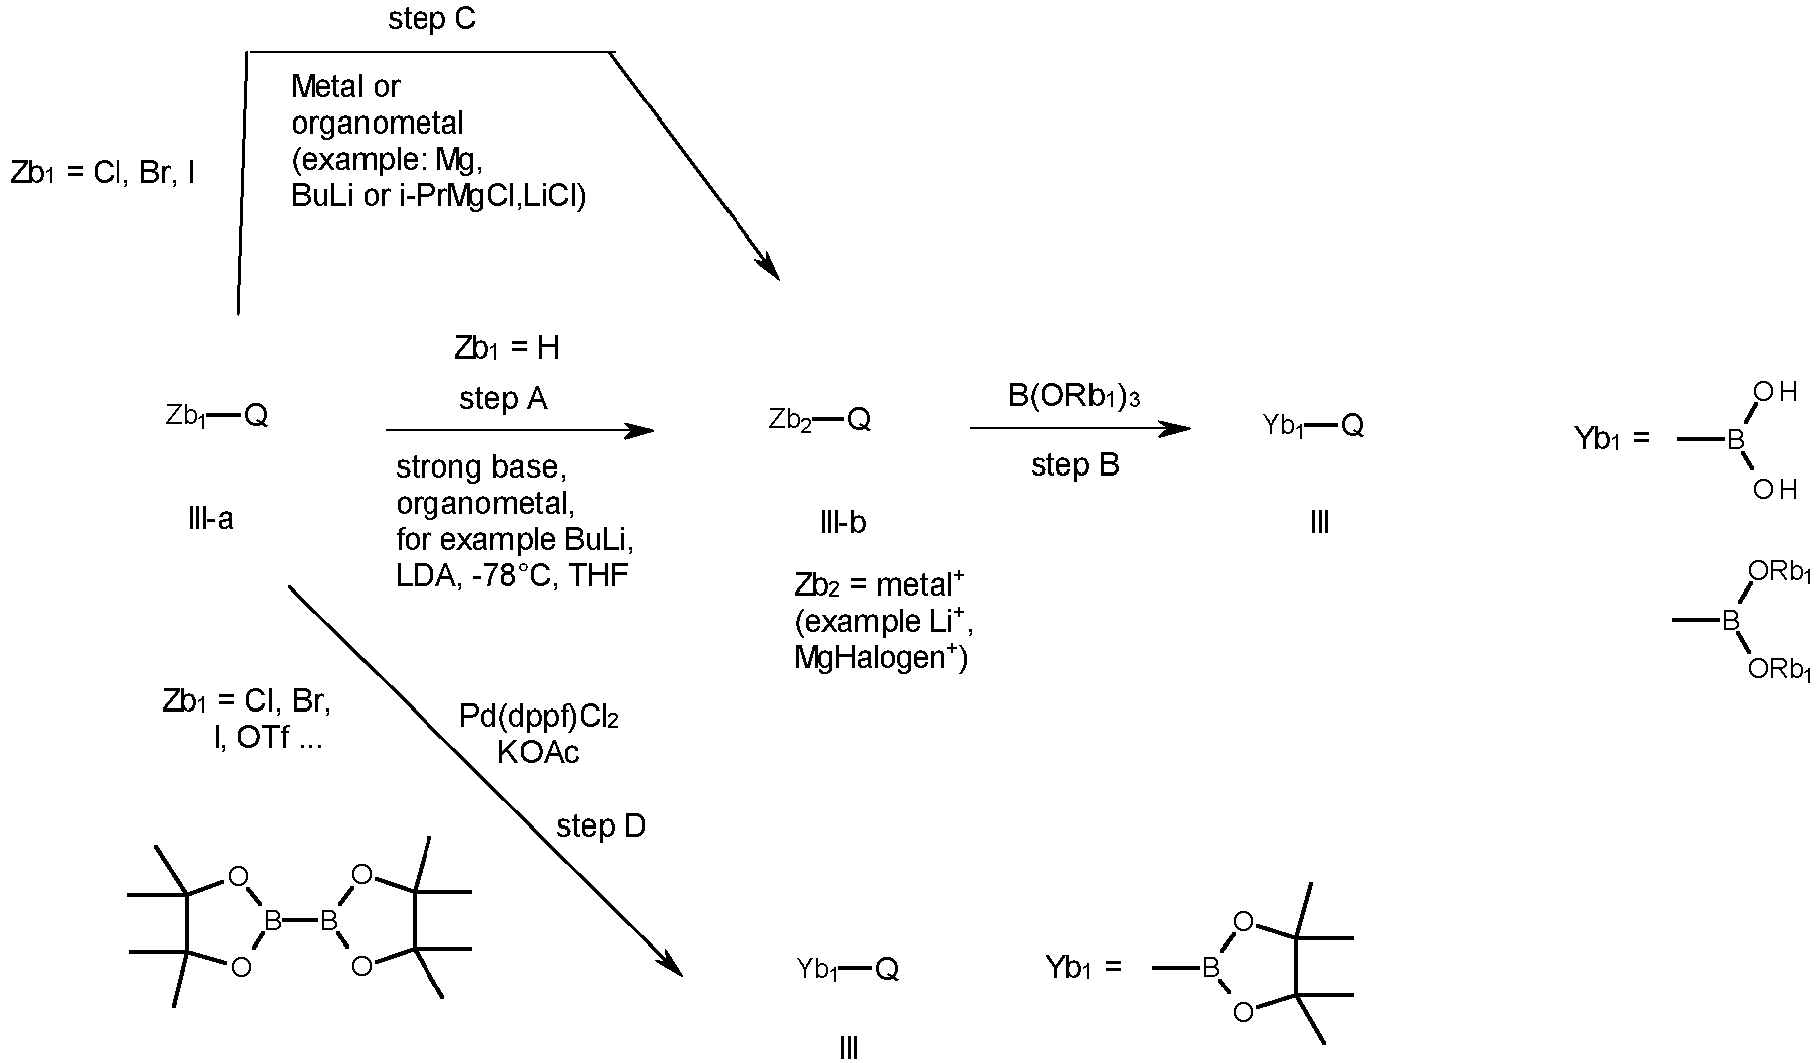 step C
Metal or
organometal
(example: Mg,
BuLi or i-PrMgCl,LiCl)
Zb1 = Cl, Br, I
Zb1 = H
step A
Zb1 Q
strong base,
organometal,
for example BuLi,
LDA, -78°C, THF
III-a
Zb2 Q
III-b
Zb2 = metal+
(example Li+,
MgHalogen+)
B(ORb1)3
step B
Yb1 Q
III
Yb1 =
B
OH
OH
B
ORb1
ORb1
Zb1 = Cl, Br,
I, OTf ...
Pd(dppf)Cl2
KOAc
step D
O O
B B
O O
Yb1 Q
III
Yb1 =
O
B
O